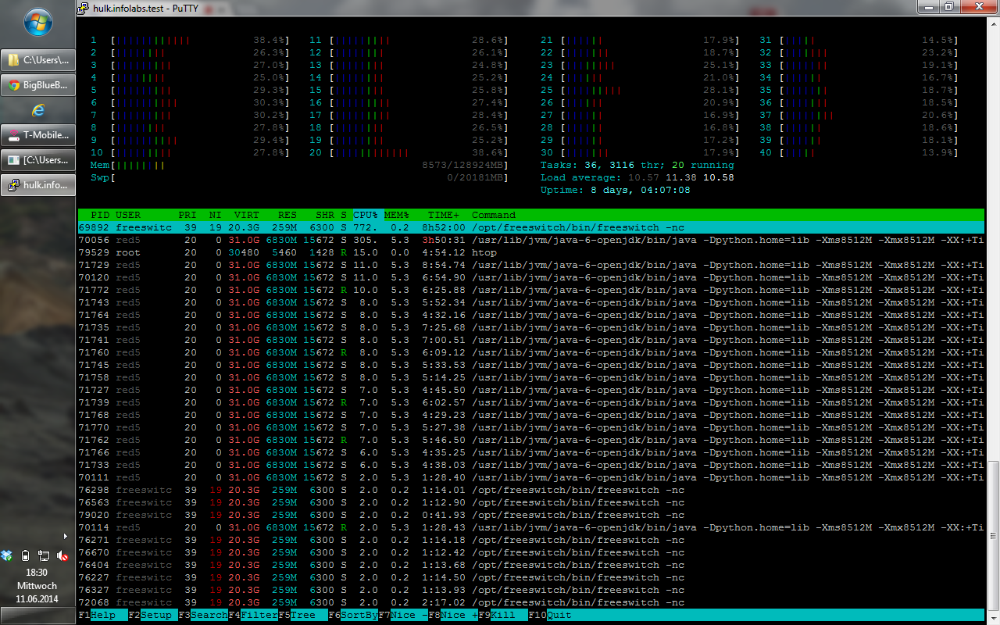 hulk.infolabs.test - PuTTY
C:\Users\...
BigBlueB...
T-Mobile...
[C:\Users...
hulk.info...
18:30
Mittwoch
11.06.2014
1 [|||||||||||||| 38.4%] 11 [||||||||||| 28.6%] 21 [||||||| 17.9%] 31 [|||||| 14.5%]
2 [|||||||||| 26.3%] 12 [|||||||||| 26.1%] 22 [|||||||| 18.7%] 32 [||||||||| 23.2%]
3 [||||||||||| 27.0%] 13 [|||||||||| 24.8%] 23 [|||||||||| 25.1%] 33 [||||||| 19.1%]
4 [|||||||||| 25.0%] 14 [|||||||||| 25.2%] 24 [|||||||| 21.0%] 34 [||||||| 16.7%]
5 [||||||||||| 29.3%] 15 [|||||||||| 25.8%] 25 [||||||||||| 28.1%] 35 [|||||||| 18.7%]
6 [|||||||||||| 30.3%] 16 [||||||||||| 27.4%] 26 [||||||| 20.9%] 36 [|||||||| 18.5%]
7 [||||||||||| 30.2%] 17 [||||||||||| 28.4%] 27 [||||||| 16.9%] 37 [|||||||||| 20.6%]
8 [|||||||||| 27.8%] 18 [|||||||||| 26.5%] 28 [||||||| 16.8%] 38 [||||||| 18.6%]
9 [|||||||||||| 29.4%] 19 [|||||||||| 25.2%] 29 [||||||| 17.2%] 39 [||||||| 18.1%]
10 [||||||||||| 27.8%] 20 [|||||||||||||| 38.6%] 30 [|||||||| 17.9%] 40 [|||||| 13.9%]
Mem[|||||||||| 8573/128924MB] Tasks: 36, 3116 thr; 20 running
Swp[ 0/20181MB] Load average: 10.57 11.38 10.58
Uptime: 8 days, 04:07:08
PID USER PRI NI VIRT RES SHR S CPU% MEM% TIME+ Command
69892 freeswitc 39 19 20.3G 259M 6300 S 772. 0.2 8h52:00 /opt/freeswitch/bin/freeswitch -nc
70056 red5 20 0 31.0G 6830M 15672 S 305. 5.3 3h50:31 /usr/lib/jvm/java-6-openjdk/bin/java -Dpython.home=lib -Xms8512M -Xmx8512M -XX:+Ti
79529 root 20 0 30480 5460 1428 R 15.0 0.0 4:54.12 htop
71729 red5 20 0 31.0G 6830M 15672 S 11.0 5.3 8:54.74 /usr/lib/jvm/java-6-openjdk/bin/java -Dpython.home=lib -Xms8512M -Xmx8512M -XX:+Ti
70120 red5 20 0 31.0G 6830M 15672 S 11.0 5.3 6:54.90 /usr/lib/jvm/java-6-openjdk/bin/java -Dpython.home=lib -Xms8512M -Xmx8512M -XX:+Ti
71772 red5 20 0 31.0G 6830M 15672 R 10.0 5.3 6:25.88 /usr/lib/jvm/java-6-openjdk/bin/java -Dpython.home=lib -Xms8512M -Xmx8512M -XX:+Ti
71743 red5 20 0 31.0G 6830M 15672 S 8.0 5.3 5:52.34 /usr/lib/jvm/java-6-openjdk/bin/java -Dpython.home=lib -Xms8512M -Xmx8512M -XX:+Ti
71764 red5 20 0 31.0G 6830M 15672 S 8.0 5.3 4:32.16 /usr/lib/jvm/java-6-openjdk/bin/java -Dpython.home=lib -Xms8512M -Xmx8512M -XX:+Ti
71735 red5 20 0 31.0G 6830M 15672 S 8.0 5.3 7:25.68 /usr/lib/jvm/java-6-openjdk/bin/java -Dpython.home=lib -Xms8512M -Xmx8512M -XX:+Ti
71741 red5 20 0 31.0G 6830M 15672 S 8.0 5.3 7:00.51 /usr/lib/jvm/java-6-openjdk/bin/java -Dpython.home=lib -Xms8512M -Xmx8512M -XX:+Ti
71760 red5 20 0 31.0G 6830M 15672 R 8.0 5.3 6:09.12 /usr/lib/jvm/java-6-openjdk/bin/java -Dpython.home=lib -Xms8512M -Xmx8512M -XX:+Ti
71745 red5 20 0 31.0G 6830M 15672 S 8.0 5.3 5:33.53 /usr/lib/jvm/java-6-openjdk/bin/java -Dpython.home=lib -Xms8512M -Xmx8512M -XX:+Ti
71758 red5 20 0 31.0G 6830M 15672 S 8.0 5.3 5:14.25 /usr/lib/jvm/java-6-openjdk/bin/java -Dpython.home=lib -Xms8512M -Xmx8512M -XX:+Ti
71727 red5 20 0 31.0G 6830M 15672 S 7.0 5.3 4:45.50 /usr/lib/jvm/java-6-openjdk/bin/java -Dpython.home=lib -Xms8512M -Xmx8512M -XX:+Ti
71739 red5 20 0 31.0G 6830M 15672 R 7.0 5.3 6:02.57 /usr/lib/jvm/java-6-openjdk/bin/java -Dpython.home=lib -Xms8512M -Xmx8512M -XX:+Ti
71768 red5 20 0 31.0G 6830M 15672 S 7.0 5.3 4:29.23 /usr/lib/jvm/java-6-openjdk/bin/java -Dpython.home=lib -Xms8512M -Xmx8512M -XX:+Ti
71770 red5 20 0 31.0G 6830M 15672 S 7.0 5.3 5:27.38 /usr/lib/jvm/java-6-openjdk/bin/java -Dpython.home=lib -Xms8512M -Xmx8512M -XX:+Ti
71762 red5 20 0 31.0G 6830M 15672 R 7.0 5.3 5:46.50 /usr/lib/jvm/java-6-openjdk/bin/java -Dpython.home=lib -Xms8512M -Xmx8512M -XX:+Ti
71766 red5 20 0 31.0G 6830M 15672 S 6.0 5.3 4:35.25 /usr/lib/jvm/java-6-openjdk/bin/java -Dpython.home=lib -Xms8512M -Xmx8512M -XX:+Ti
71733 red5 20 0 31.0G 6830M 15672 S 6.0 5.3 4:38.03 /usr/lib/jvm/java-6-openjdk/bin/java -Dpython.home=lib -Xms8512M -Xmx8512M -XX:+Ti
70111 red5 20 0 31.0G 6830M 15672 S 2.0 5.3 1:28.40 /usr/lib/jvm/java-6-openjdk/bin/java -Dpython.home=lib -Xms8512M -Xmx8512M -XX:+Ti
76298 freeswitc 39 19 20.3G 259M 6300 S 2.0 0.2 1:14.01 /opt/freeswitch/bin/freeswitch -nc
76563 freeswitc 39 19 20.3G 259M 6300 S 2.0 0.2 1:12.90 /opt/freeswitch/bin/freeswitch -nc
79020 freeswitc 39 19 20.3G 259M 6300 S 2.0 0.2 0:41.93 /opt/freeswitch/bin/freeswitch -nc
70114 red5 20 0 31.0G 6830M 15672 R 2.0 5.3 1:28.43 /usr/lib/jvm/java-6-openjdk/bin/java -Dpython.home=lib -Xms8512M -Xmx8512M -XX:+Ti
76271 freeswitc 39 19 20.3G 259M 6300 S 2.0 0.2 1:14.18 /opt/freeswitch/bin/freeswitch -nc
76670 freeswitc 39 19 20.3G 259M 6300 S 2.0 0.2 1:12.42 /opt/freeswitch/bin/freeswitch -nc
76404 freeswitc 39 19 20.3G 259M 6300 S 2.0 0.2 1:13.68 /opt/freeswitch/bin/freeswitch -nc
76227 freeswitc 39 19 20.3G 259M 6300 S 2.0 0.2 1:14.50 /opt/freeswitch/bin/freeswitch -nc
76327 freeswitc 39 19 20.3G 259M 6300 S 2.0 0.2 1:13.93 /opt/freeswitch/bin/freeswitch -nc
72068 freeswitc 39 19 20.3G 259M 6300 S 2.0 0.2 2:17.02 /opt/freeswitch/bin/freeswitch -nc
F1Help F2Setup F3SearchF4FilterF5Tree F6SortByF7Nice -F8Nice +F9Kill F10Quit